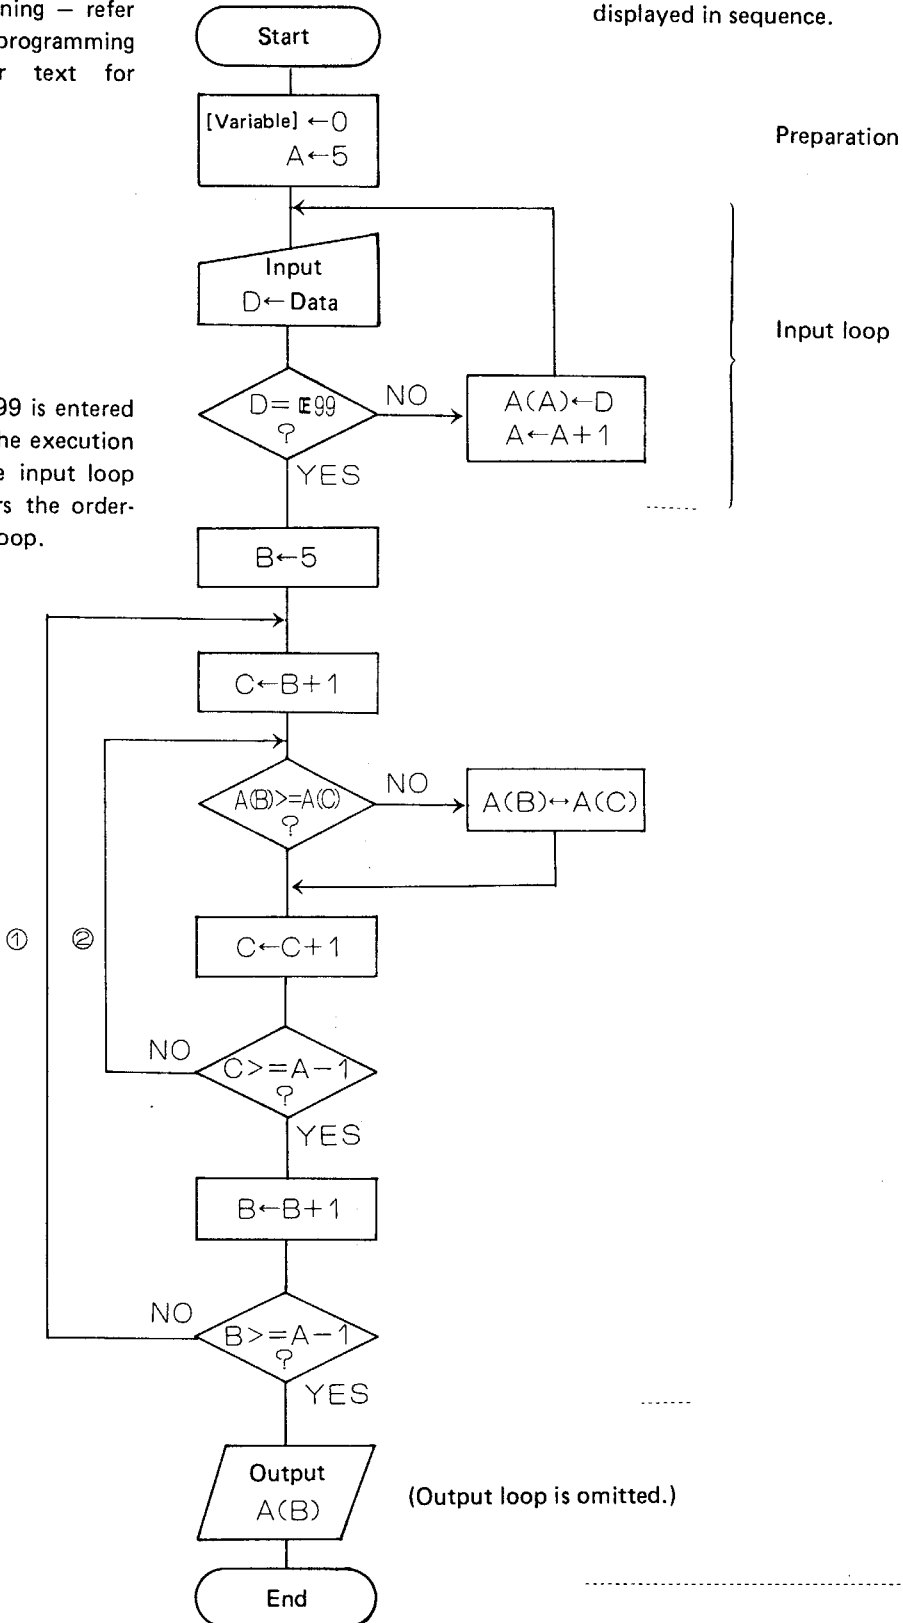 ning — refer
programming
r text for
displayed in sequence.
Start
[Variable] ←0
A←5
Preparation
Input
D←Data
Input loop
D=E99
?
NO
A(A)←D
A←A+1
YES
99 is entered
he execution
e input loop
rs the order-
oop.
B←5
C←B+1
A(B)>=A(C)
?
NO
A(B)↔A(C)
① ②
C←C+1
NO
C>=A−1
?
YES
B←B+1
NO
B>=A−1
?
YES
Output
A(B)
(Output loop is omitted.)
End